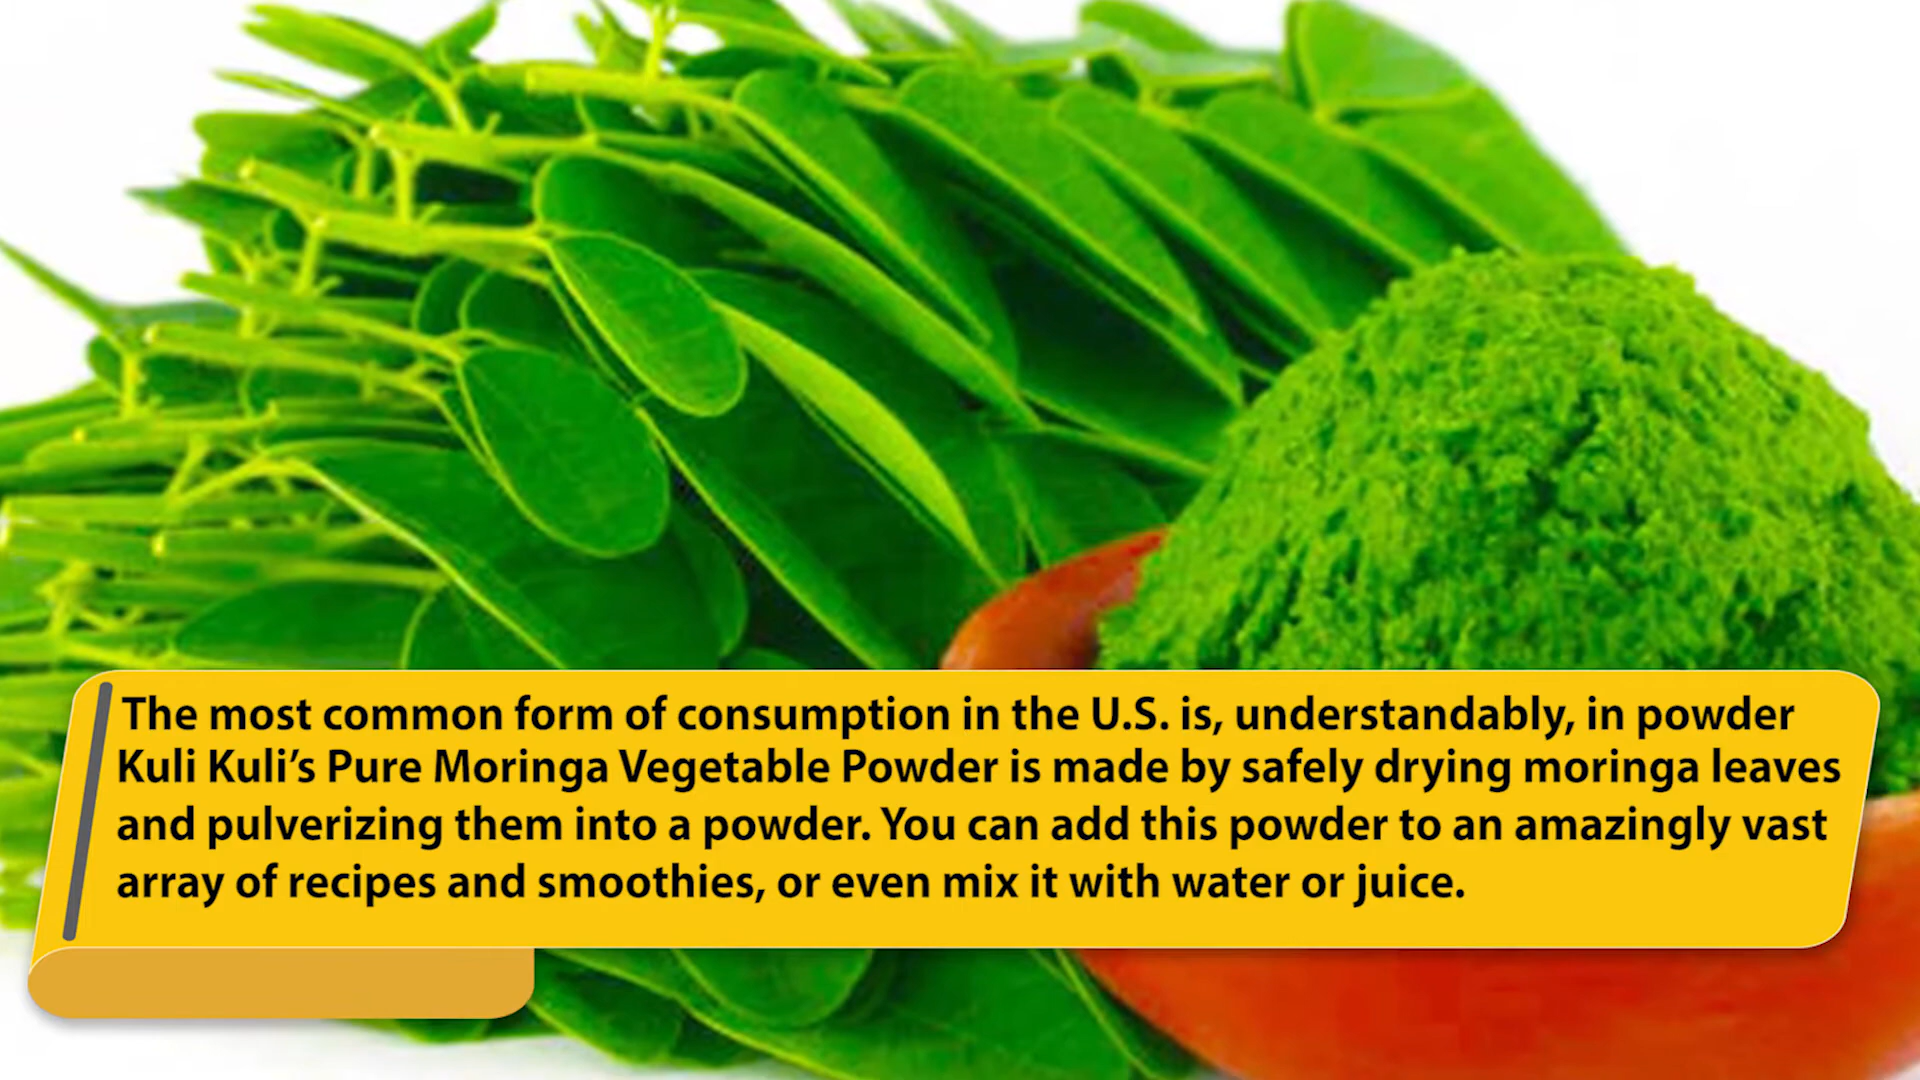 The most common form of consumption in the U.S. is, understandably, in powder
Kuli Kuli’s Pure Moringa Vegetable Powder is made by safely drying moringa leaves
and pulverizing them into a powder. You can add this powder to an amazingly vast
array of recipes and smoothies, or even mix it with water or juice.